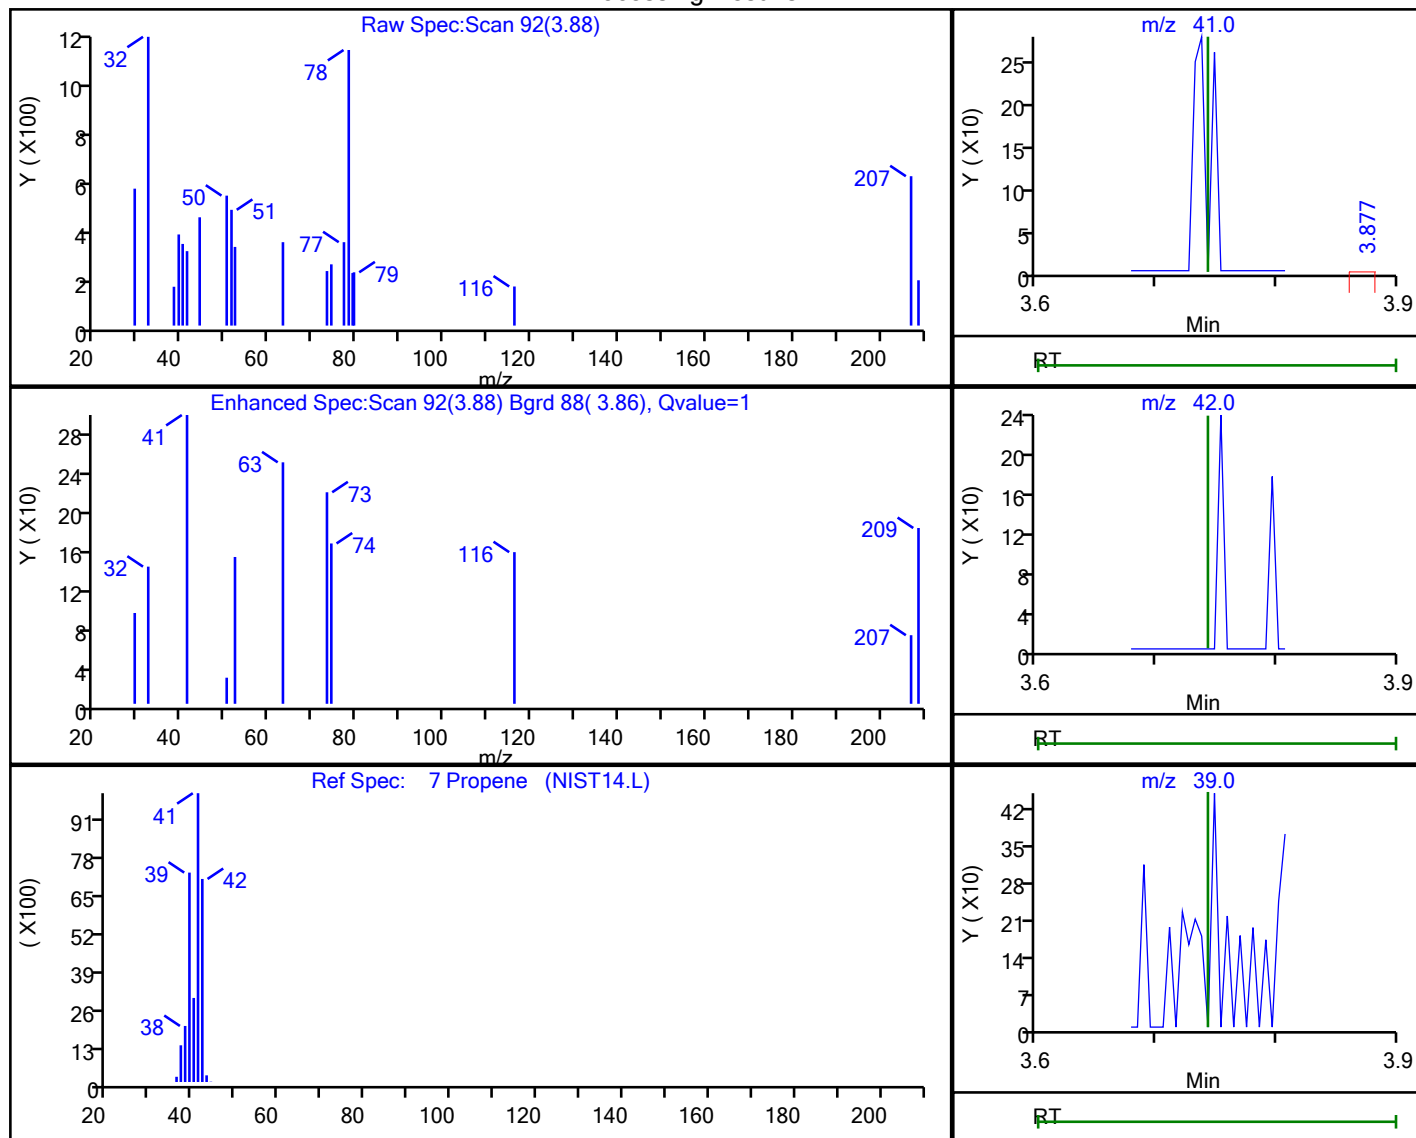 Raw Spec:Scan 92(3.88)
Y ( X100)
12
10
8
6
4
2
0
32
50
51
77
78
79
116
207
20 40 60 80 100 120 140 160 180 200
m/z
m/z 41.0
Y ( X10)
25
20
15
10
5
0
3.877
3.6 3.9
Min
RT
Enhanced Spec:Scan 92(3.88) Bgrd 88( 3.86), Qvalue=1
Y ( X10)
28
24
20
16
12
8
4
0
32
41
63
73
74
116
207
209
20 40 60 80 100 120 140 160 180 200
m/z
m/z 42.0
Y ( X10)
24
20
16
12
8
4
0
3.6 3.9
Min
RT
Ref Spec: 7 Propene (NIST14.L)
( X100)
91
78
65
52
39
26
13
0
41
39
42
38
20 40 60 80 100 120 140 160 180 200
m/z 39.0
Y ( X10)
42
35
28
21
14
7
0
3.6 3.9
Min
RT